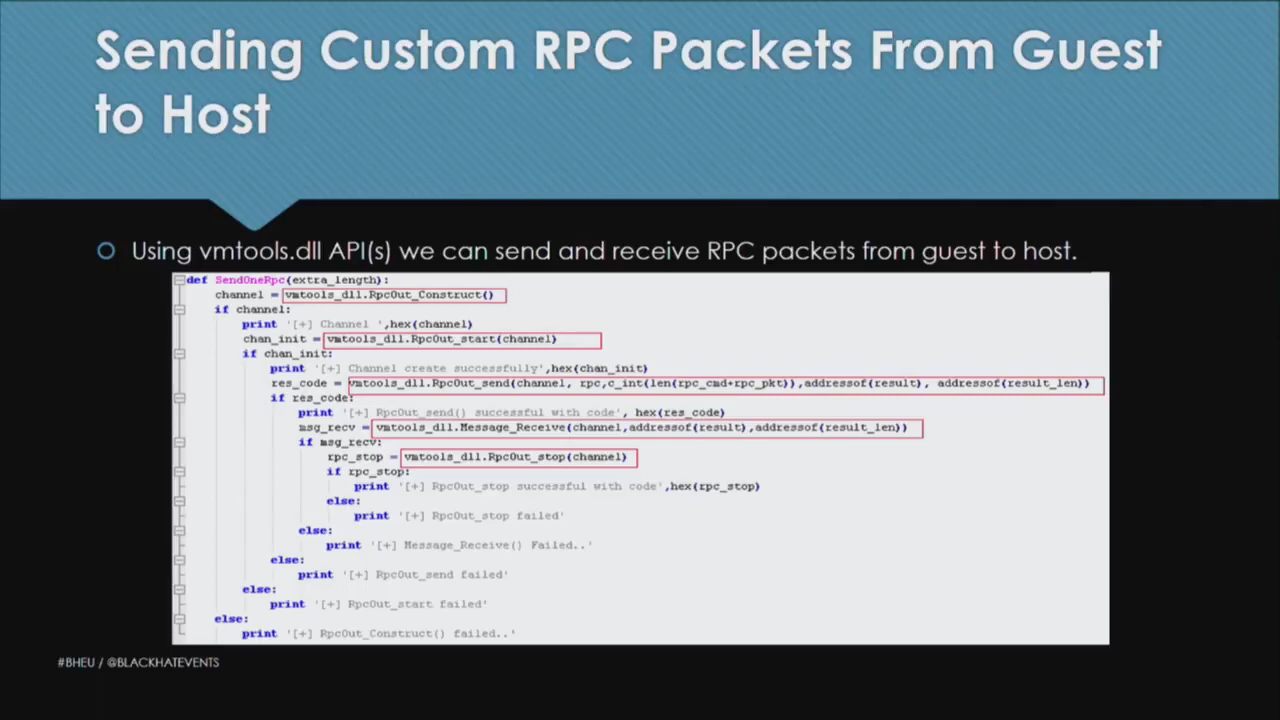 Sending Custom RPC Packets From Guest
to Host
Using vmtools.dll API(s) we can send and receive RPC packets from guest to host.
def SendOneRpc(extra_length):
channel = vmtools_dll.RpcOut_Construct()
if channel:
print '[+] Channel ',hex(channel)
chan_init = vmtools_dll.RpcOut_start(channel)
if chan_init:
print '[+] Channel create successfully',hex(chan_init)
res_code = vmtools_dll.RpcOut_send(channel, rpc,c_int(len(rpc_cmd+rpc_pkt)),addressof(result), addressof(result_len))
if res_code:
print '[+] RpcOut_send() successful with code', hex(res_code)
msg_recv = vmtools_dll.Message_Receive(channel,addressof(result),addressof(result_len))
if msg_recv:
rpc_stop = vmtools_dll.RpcOut_stop(channel)
if rpc_stop:
print '[+] RpcOut_stop successful with code',hex(rpc_stop)
else:
print '[+] RpcOut_stop failed'
else:
print '[+] Message_Receive() Failed..'
else:
print '[+] RpcOut_send failed'
else:
print '[+] RpcOut_start failed'
else:
print '[+] RpcOut_Construct() failed..'
#BHEU / @BLACKHATEVENTS